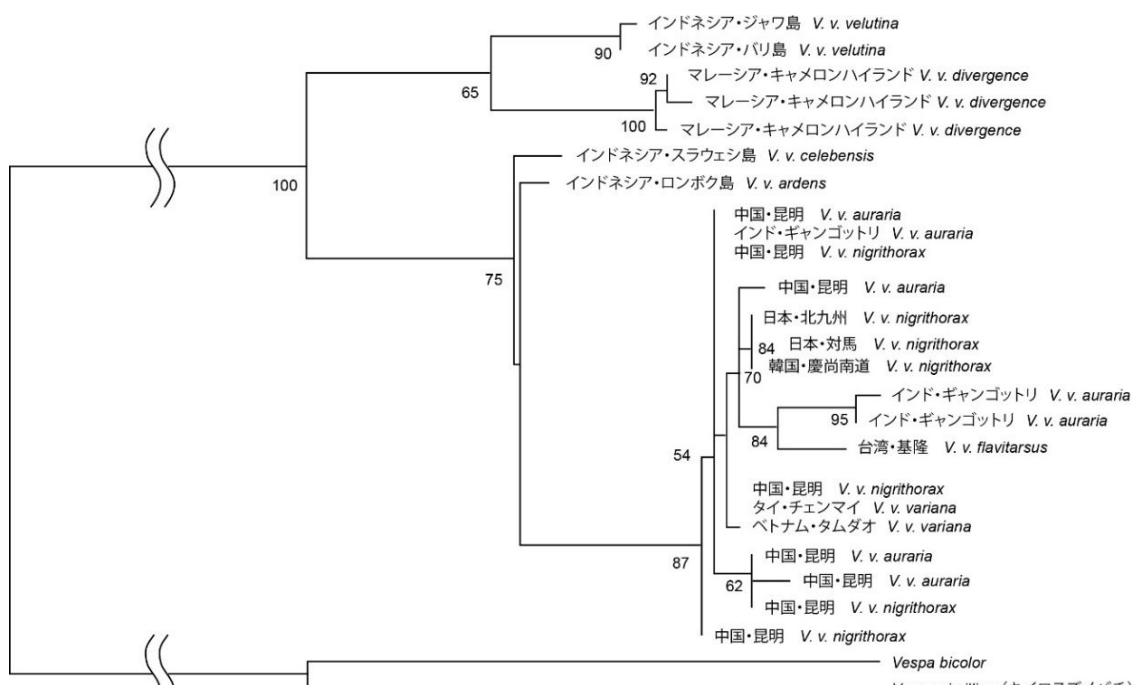 インドネシア・ジャワ島 V. v. velutina
90
インドネシア・バリ島 V. v. velutina
92
マレーシア・キャメロンハイランド V. v. divergence
65
マレーシア・キャメロンハイランド V. v. divergence
100
マレーシア・キャメロンハイランド V. v. divergence
インドネシア・スラウェシ島 V. v. celebensis
100
インドネシア・ロンボク島 V. v. ardens
中国・昆明 V. v. auraria
インド・ギャンゴットリ V. v. auraria
中国・昆明 V. v. nigrithorax
75
中国・昆明 V. v. auraria
日本・北九州 V. v. nigrithorax
84
日本・対馬 V. v. nigrithorax
韓国・慶尚南道 V. v. nigrithorax
70
インド・ギャンゴットリ V. v. auraria
95
インド・ギャンゴットリ V. v. auraria
84
台湾・基隆 V. v. flavitarsus
54
中国・昆明 V. v. nigrithorax
タイ・チェンマイ V. v. variana
ベトナム・タムダオ V. v. variana
中国・昆明 V. v. auraria
87
62
中国・昆明 V. v. auraria
中国・昆明 V. v. nigrithorax
中国・昆明 V. v. nigrithorax
Vespa bicolor